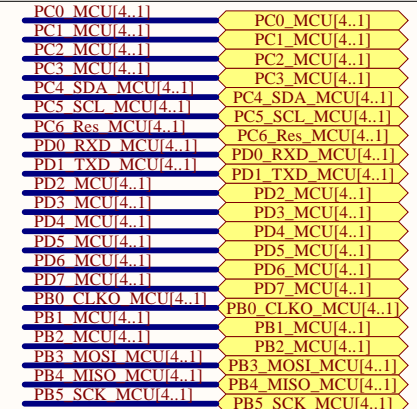 PC0_MCU[4..1] PC0_MCU[4..1]
PC1_MCU[4..1] PC1_MCU[4..1]
PC2_MCU[4..1] PC2_MCU[4..1]
PC3_MCU[4..1] PC3_MCU[4..1]
PC4_SDA_MCU[4..1] PC4_SDA_MCU[4..1]
PC5_SCL_MCU[4..1] PC5_SCL_MCU[4..1]
PC6_Res_MCU[4..1] PC6_Res_MCU[4..1]
PD0_RXD_MCU[4..1] PD0_RXD_MCU[4..1]
PD1_TXD_MCU[4..1] PD1_TXD_MCU[4..1]
PD2_MCU[4..1] PD2_MCU[4..1]
PD3_MCU[4..1] PD3_MCU[4..1]
PD4_MCU[4..1] PD4_MCU[4..1]
PD5_MCU[4..1] PD5_MCU[4..1]
PD6_MCU[4..1] PD6_MCU[4..1]
PD7_MCU[4..1] PD7_MCU[4..1]
PB0_CLKO_MCU[4..1] PB0_CLKO_MCU[4..1]
PB1_MCU[4..1] PB1_MCU[4..1]
PB2_MCU[4..1] PB2_MCU[4..1]
PB3_MOSI_MCU[4..1] PB3_MOSI_MCU[4..1]
PB4_MISO_MCU[4..1] PB4_MISO_MCU[4..1]
PB5_SCK_MCU[4..1] PB5_SCK_MCU[4..1]